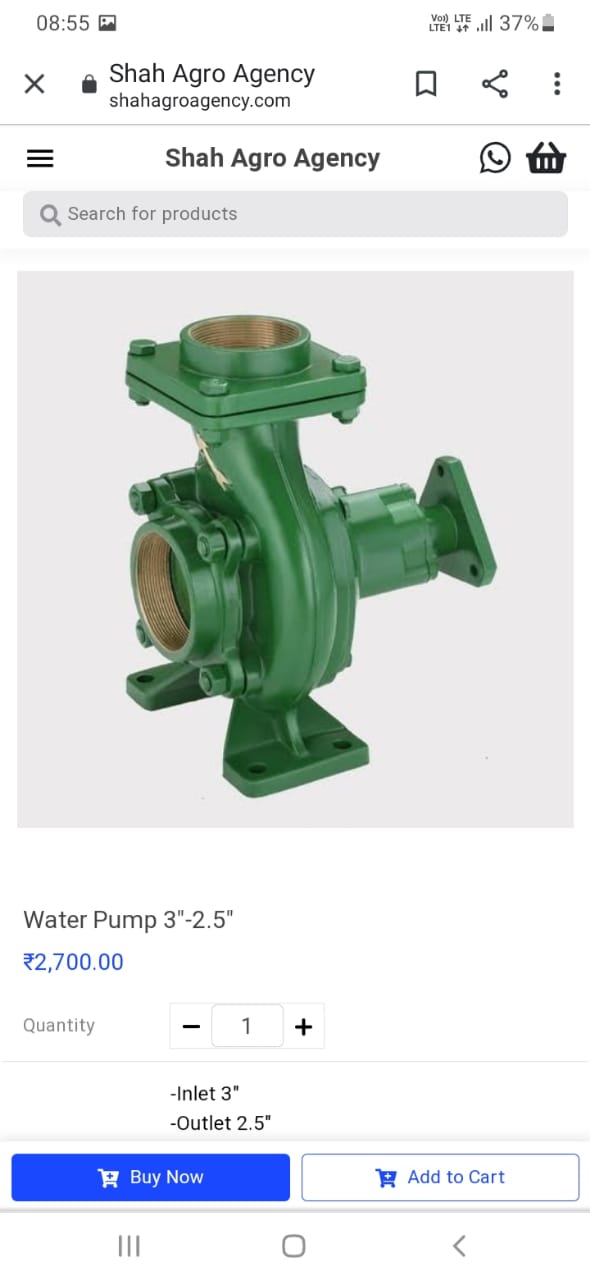 08:55
Vo)) LTE
LTE1
37%
Shah Agro Agency
shahagroagency.com
Shah Agro Agency
Search for products
Water Pump 3"-2.5"
₹2,700.00
Quantity
1
-Inlet 3"
-Outlet 2.5"
Buy Now
Add to Cart